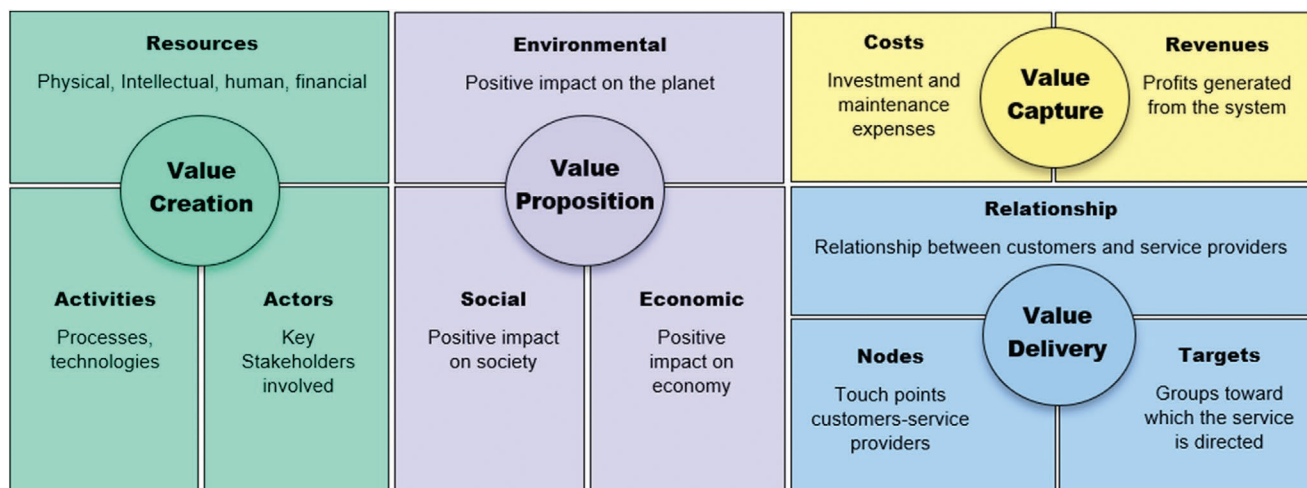 Resources
Physical, Intellectual, human, financial
Value
Creation
Activities
Processes,
technologies
Actors
Key
Stakeholders
involved
Environmental
Positive impact on the planet
Value
Proposition
Social
Positive impact
on society
Economic
Positive
impact on
economy
Costs
Investment and
maintenance
expenses
Value
Capture
Revenues
Profits generated
from the system
Relationship
Relationship between customers and service providers
Value
Delivery
Nodes
Touch points
customers-service
providers
Targets
Groups toward
which the service
is directed